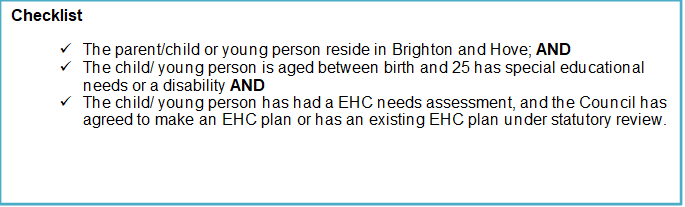 Checklist
✓ The parent/child or young person reside in Brighton and Hove; AND
✓ The child/ young person is aged between birth and 25 has special educational
needs or a disability AND
✓ The child/ young person has had a EHC needs assessment, and the Council has
agreed to make an EHC plan or has an existing EHC plan under statutory review.